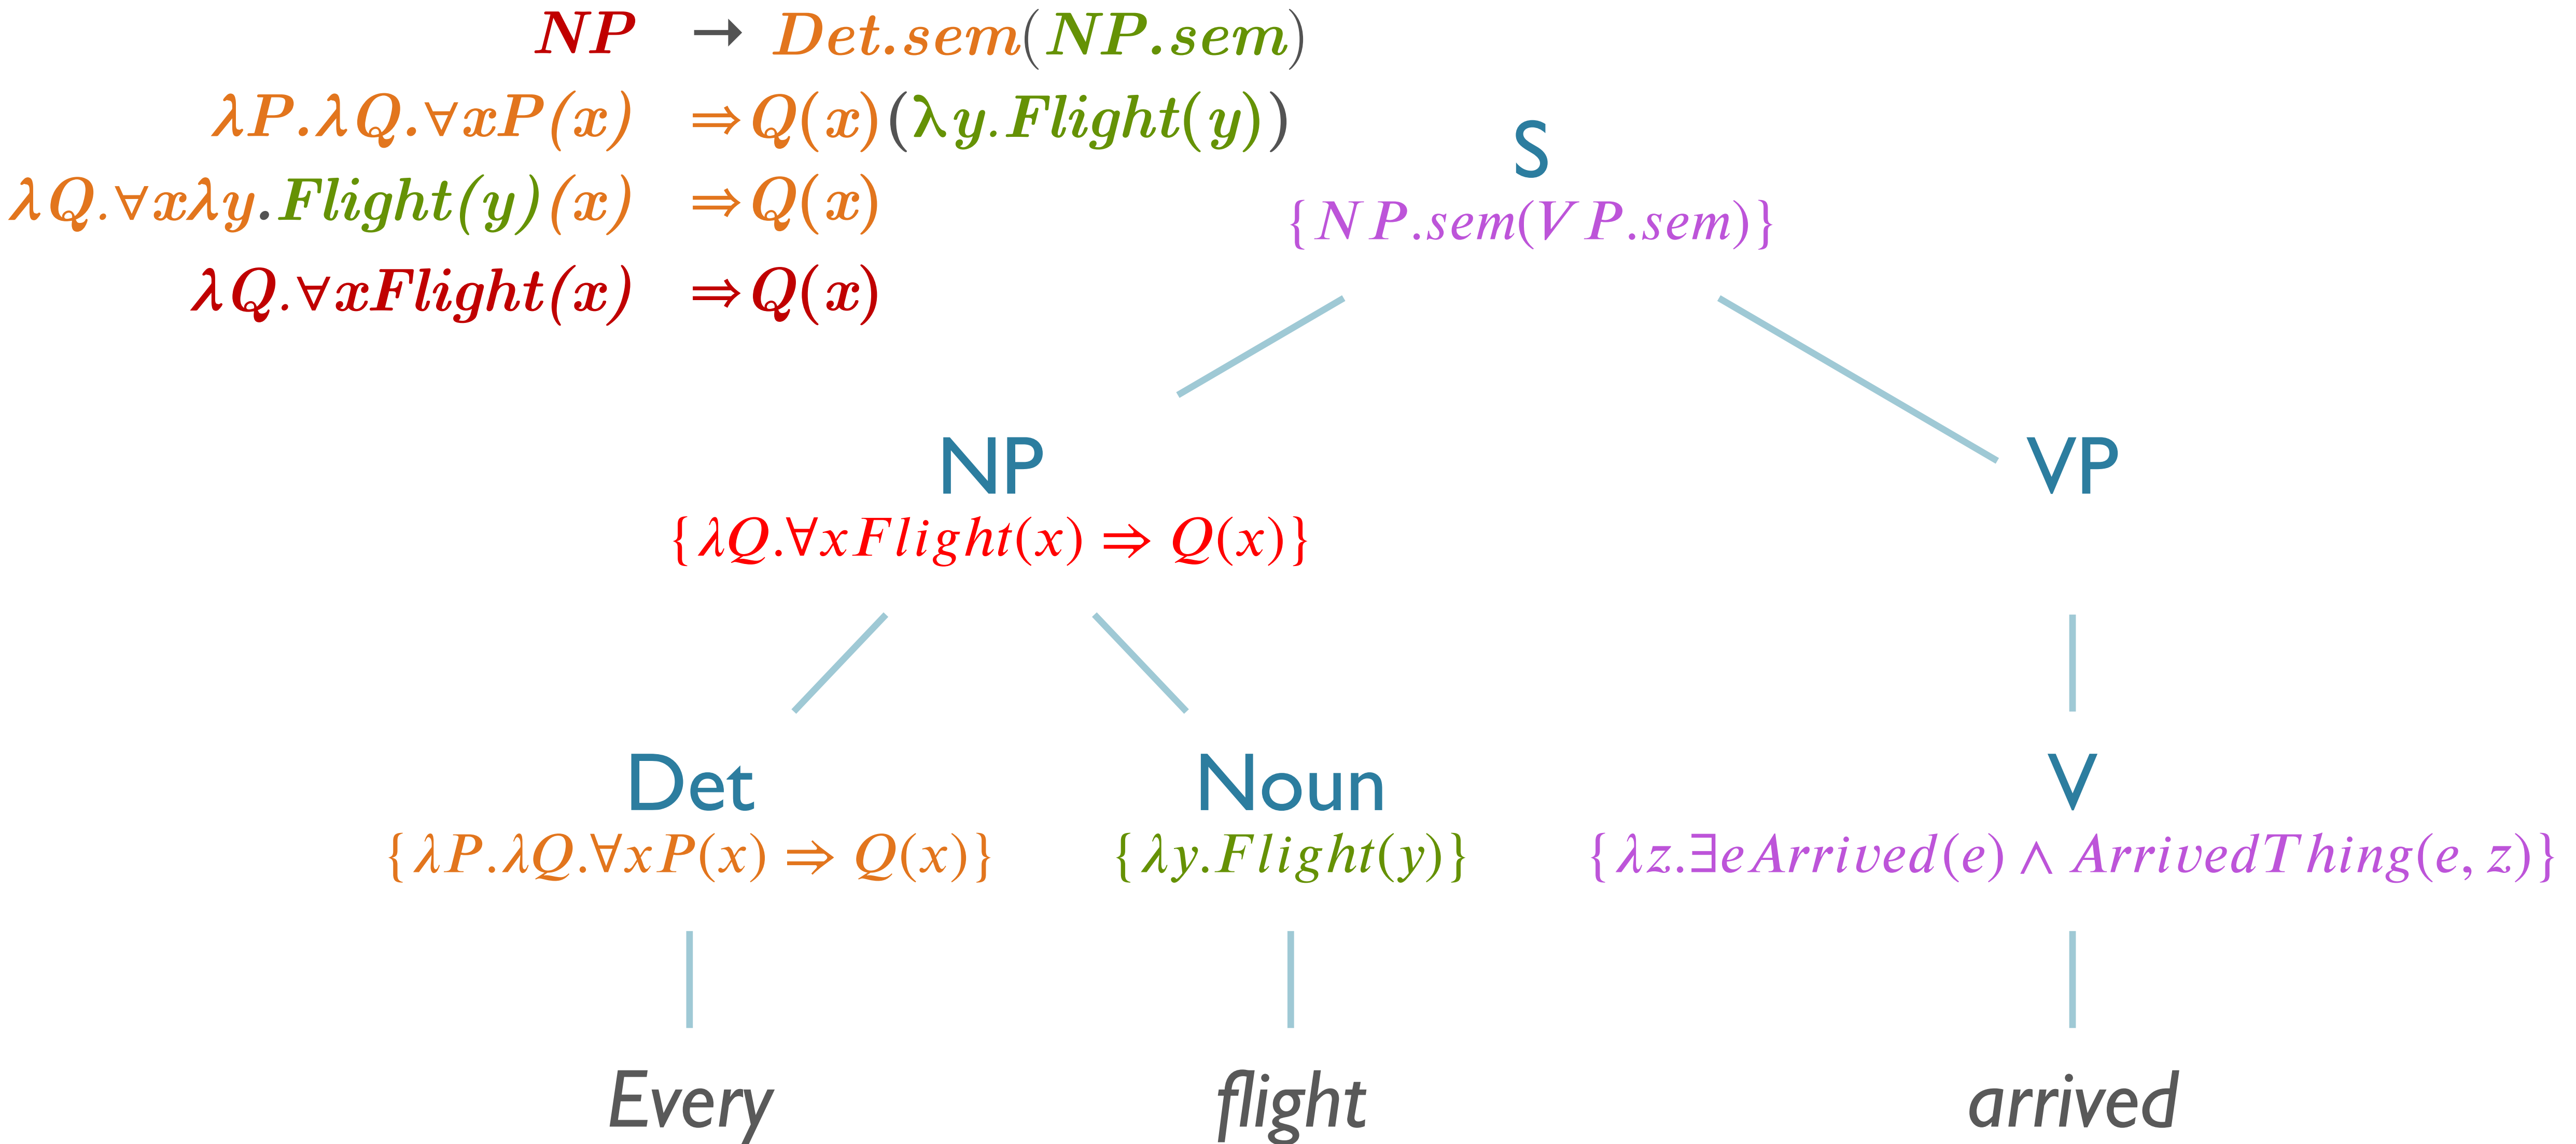 NP → Det.sem(NP.sem)
λP.λQ.∀xP(x) ⇒Q(x)(λy.Flight(y))
λQ.∀xλy.Flight(y)(x) ⇒Q(x)
λQ.∀xFlight(x) ⇒Q(x)
S
{NP.sem(VP.sem)}
NP VP
{λQ.∀xFlight(x) ⇒ Q(x)}
Det Noun V
{λP.λQ.∀xP(x) ⇒ Q(x)} {λy.Flight(y)} {λz.∃eArrived(e) ∧ ArrivedThing(e, z)}
Every flight arrived